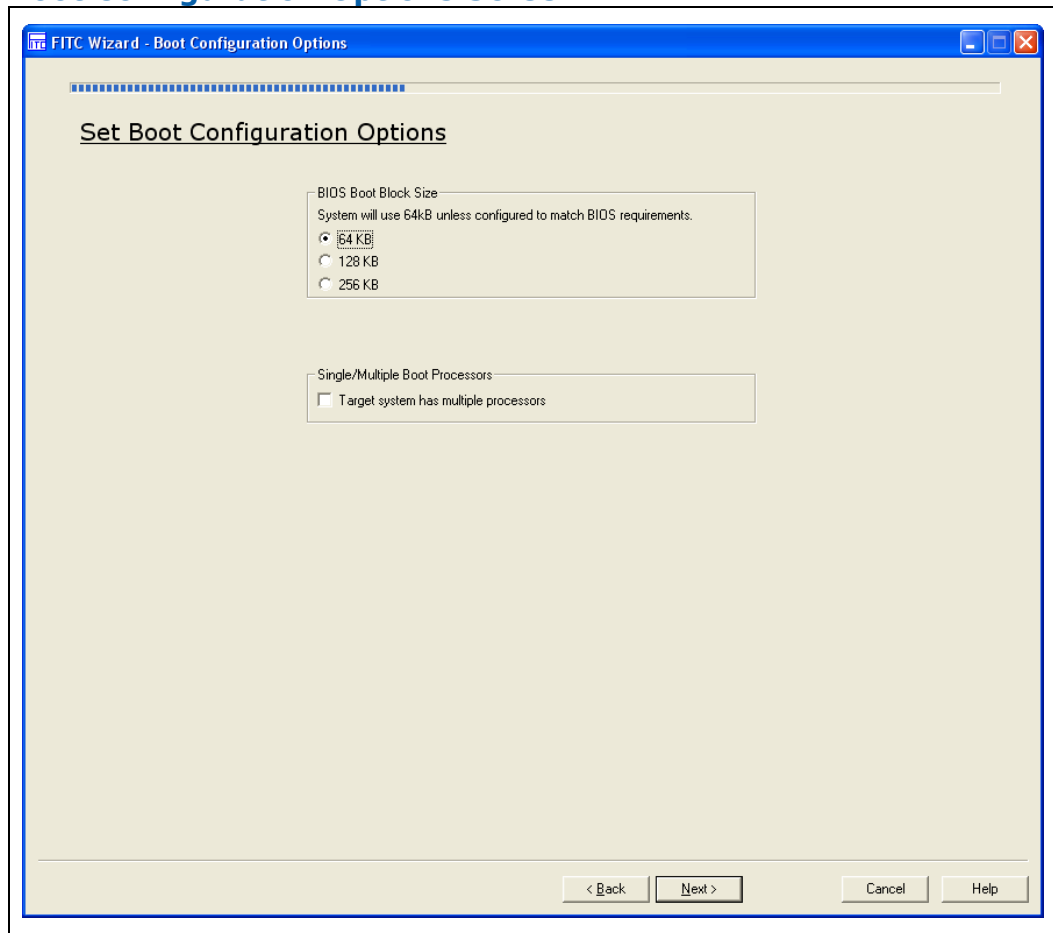 FITC Wizard - Boot Configuration Options
Set Boot Configuration Options
BIOS Boot Block Size
System will use 64kB unless configured to match BIOS requirements.
64 KB
128 KB
256 KB
Single/Multiple Boot Processors
Target system has multiple processors
< Back
Next >
Cancel
Help